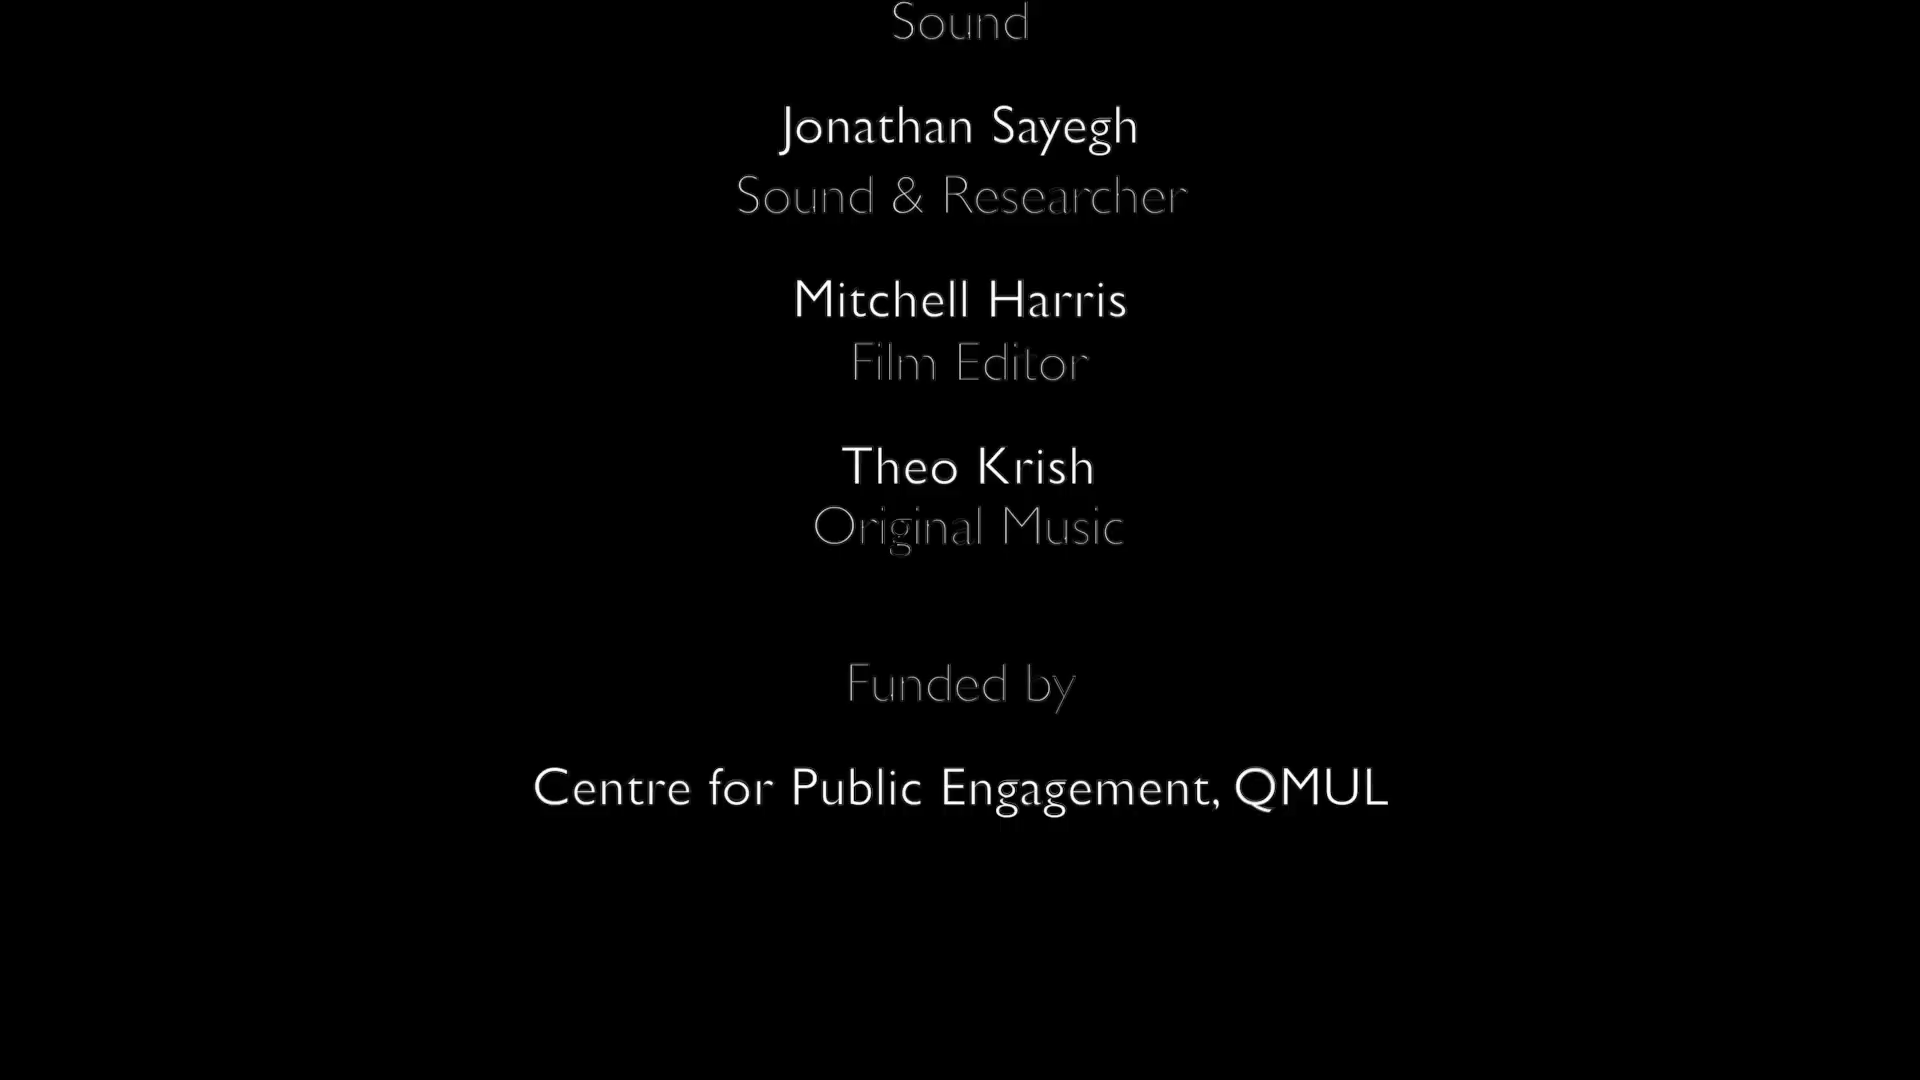 Sound
Jonathan Sayegh
Sound & Researcher
Mitchell Harris
Film Editor
Theo Krish
Original Music
Funded by
Centre for Public Engagement, QMUL